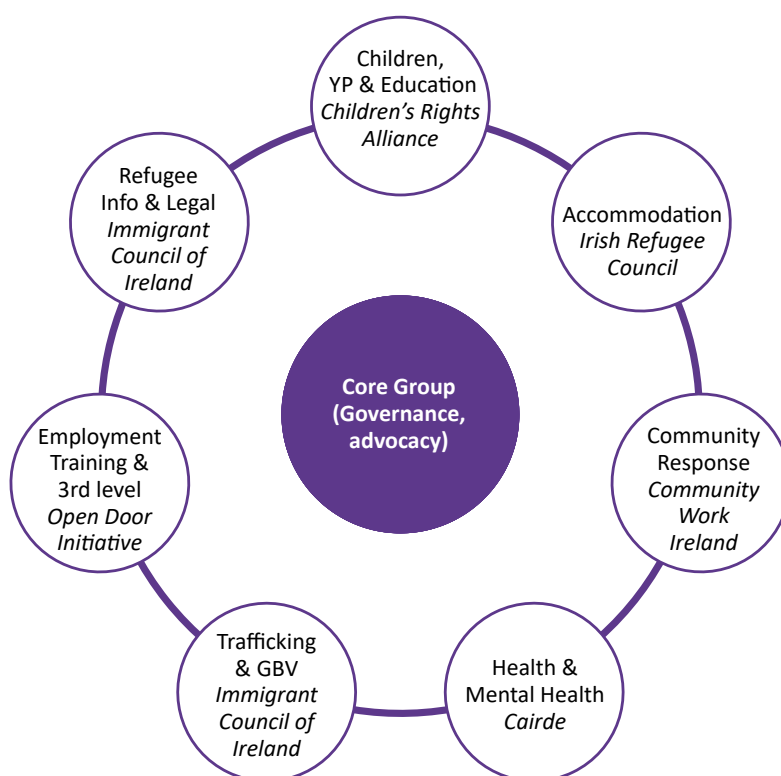 Children,
YP & Education
Children's Rights
Alliance
Accommodation
Irish Refugee
Council
Community
Response
Community
Work
Ireland
Health &
Mental Health
Cairde
Trafficking
& GBV
Immigrant
Council of
Ireland
Employment
Training &
3rd level
Open Door
Initiative
Refugee
Info & Legal
Immigrant
Council of
Ireland
Core Group
(Governance,
advocacy)